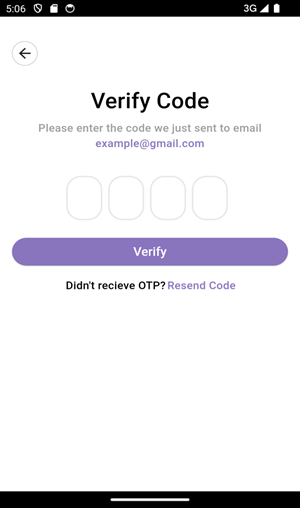 5:06 3G
Verify Code
Please enter the code we just sent to email
example@gmail.com
Verify
Didn't recieve OTP? Resend Code